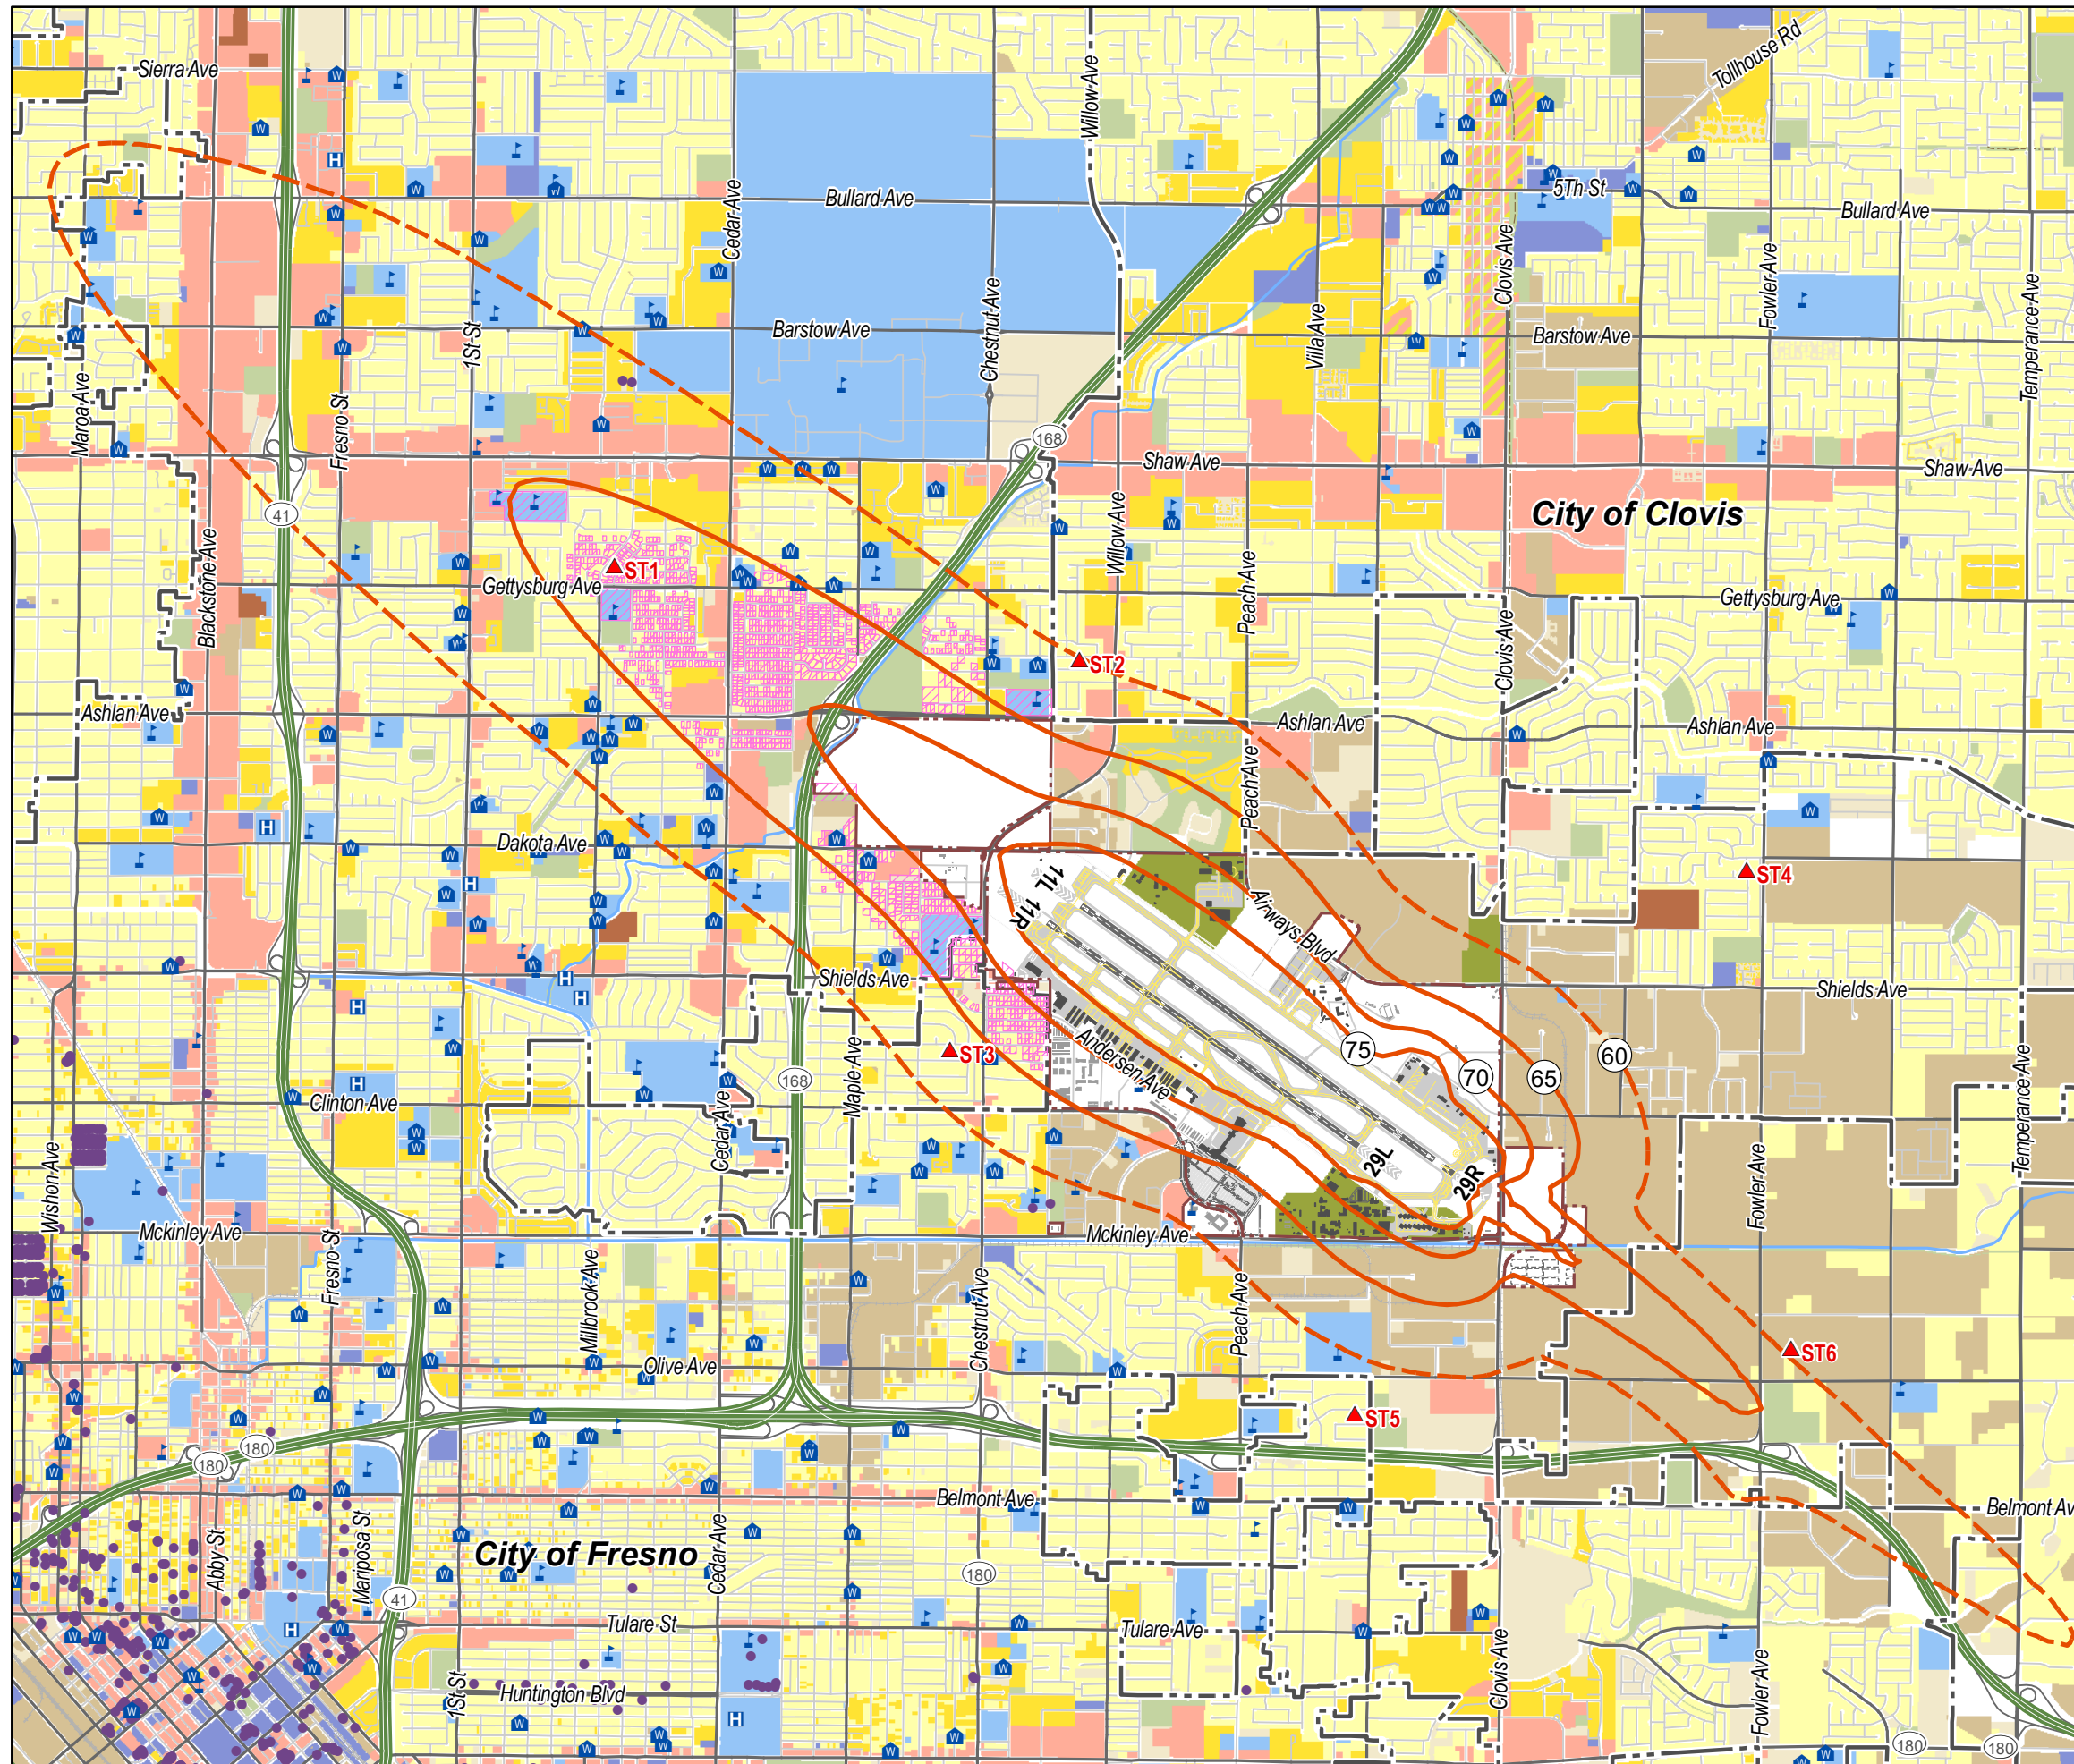 Sierra Ave
Tollhouse Rd
Willow Ave
Cedar Ave
Bullard Ave
5Th St
Bullard Ave
Clovis Ave
Fowler Ave
Temperance Ave
Chestnut Ave
1St St
Barstow Ave
Villa Ave
Barstow Ave
Maroa Ave
Fresno St
168
Shaw Ave
Shaw Ave
41
Willow Ave
City of Clovis
Blackstone Ave
ST1
Gettysburg Ave
Peach Ave
Gettysburg Ave
Clovis Ave
ST2
Ashlan Ave
Ashlan Ave
Ashlan Ave
Peach Ave
Dakota Ave
11L
11R
Airways Blvd
ST4
Shields Ave
Shields Ave
ST3
Andersen Ave
75
70
65
60
168
Maple Ave
Clinton Ave
Cedar Ave
Wishon Ave
Temperance Ave
29L
29R
Fowler Ave
Mckinley Ave
Mckinley Ave
Fresno St
Millbrook Ave
Chestnut Ave
Peach Ave
Olive Ave
ST6
ST5
180
180
Belmont Ave
Belmont Av
Abby St
Mariposa St
City of Fresno
Cedar Ave
180
41
Tulare St
Tulare Ave
1St St
Huntington Blvd
Clovis Ave
Fowler Ave
180
180
H
W